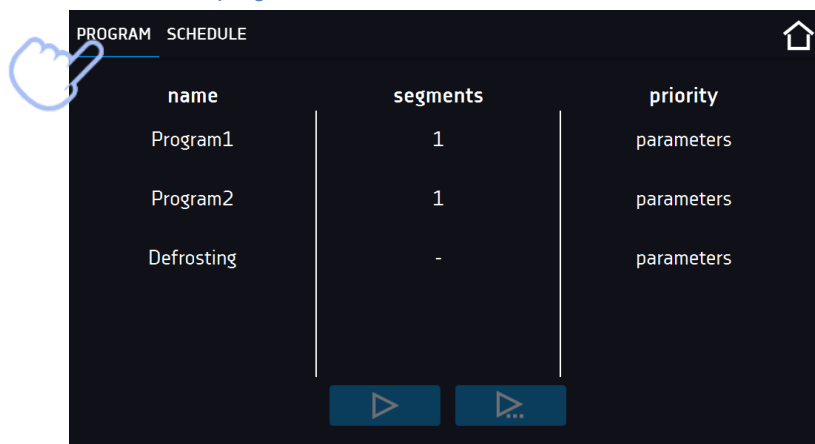 PROGRAM SCHEDULE
name segments priority
Program1 1 parameters
Program2 1 parameters
Defrosting - parameters